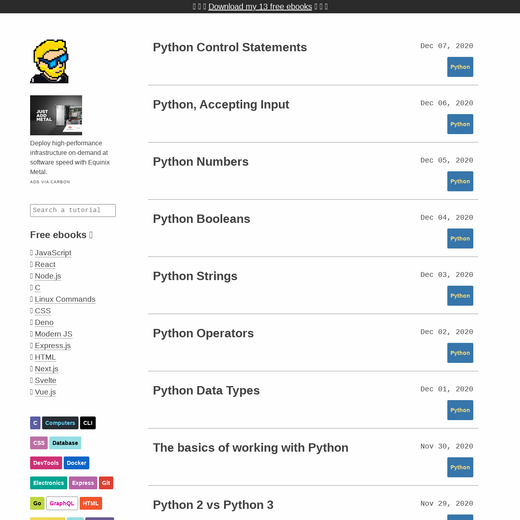 Download my 13 free ebooks
JUST
ADD
METAL
Deploy high-performance
infrastructure on-demand at
software speed with Equinix
Metal.
ADS VIA CARBON
Search a tutorial
Free ebooks
JavaScript
React
Node.js
C
Linux Commands
CSS
Deno
Modern JS
Express.js
HTML
Next.js
Svelte
Vue.js
C Computers CLI
CSS Database
DevTools Docker
Electronics Express Git
Go GraphQL HTML
Python Control Statements Dec 07, 2020
Python
Python, Accepting Input Dec 06, 2020
Python
Python Numbers Dec 05, 2020
Python
Python Booleans Dec 04, 2020
Python
Python Strings Dec 03, 2020
Python
Python Operators Dec 02, 2020
Python
Python Data Types Dec 01, 2020
Python
The basics of working with Python Nov 30, 2020
Python
Python 2 vs Python 3 Nov 29, 2020